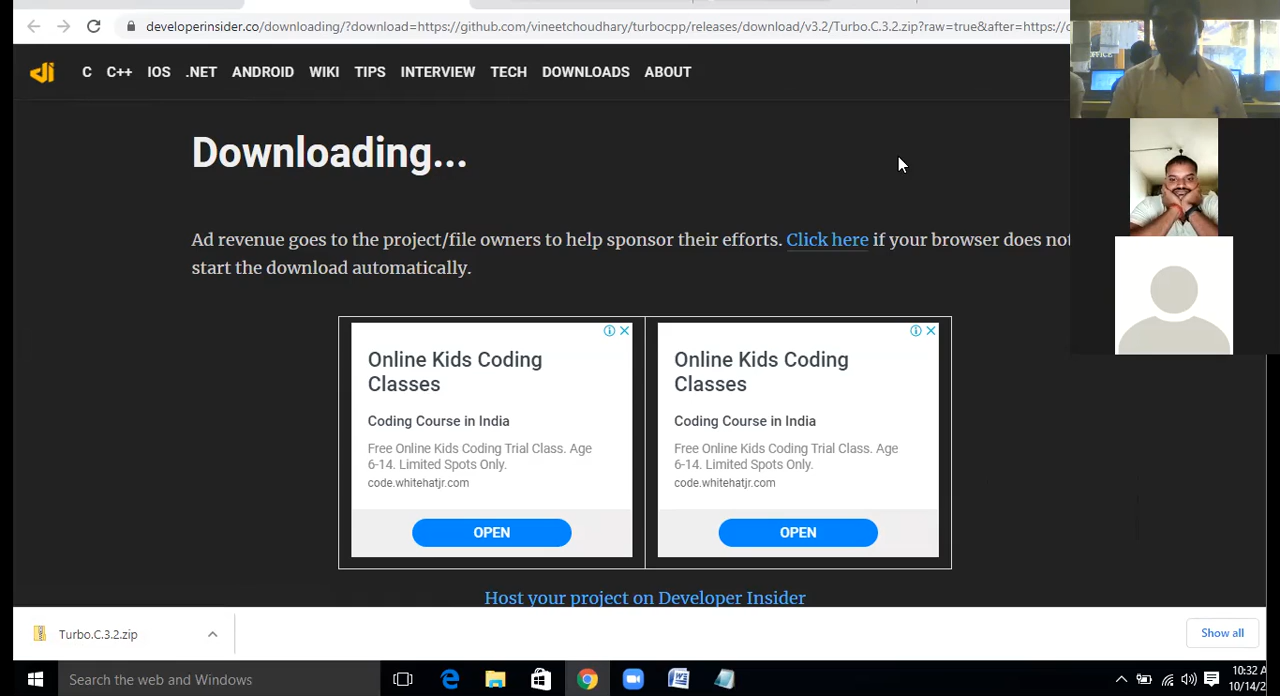 developerinsider.co/downloading/?download=https://github.com/vineetchoudhary/turbocpp/releases/download/v3.2/Turbo.C.3.2.zip?raw=true&after=https://
C C++ IOS .NET ANDROID WIKI TIPS INTERVIEW TECH DOWNLOADS ABOUT
Downloading...
Ad revenue goes to the project/file owners to help sponsor their efforts. Click here if your browser does not
start the download automatically.
Online Kids Coding
Classes
Coding Course in India
Free Online Kids Coding Trial Class. Age
6-14. Limited Spots Only.
code.whitehatjr.com
OPEN
Online Kids Coding
Classes
Coding Course in India
Free Online Kids Coding Trial Class. Age
6-14. Limited Spots Only.
code.whitehatjr.com
OPEN
Host your project on Developer Insider
Turbo.C.3.2.zip
Show all
Search the web and Windows
10:32
10/14/2